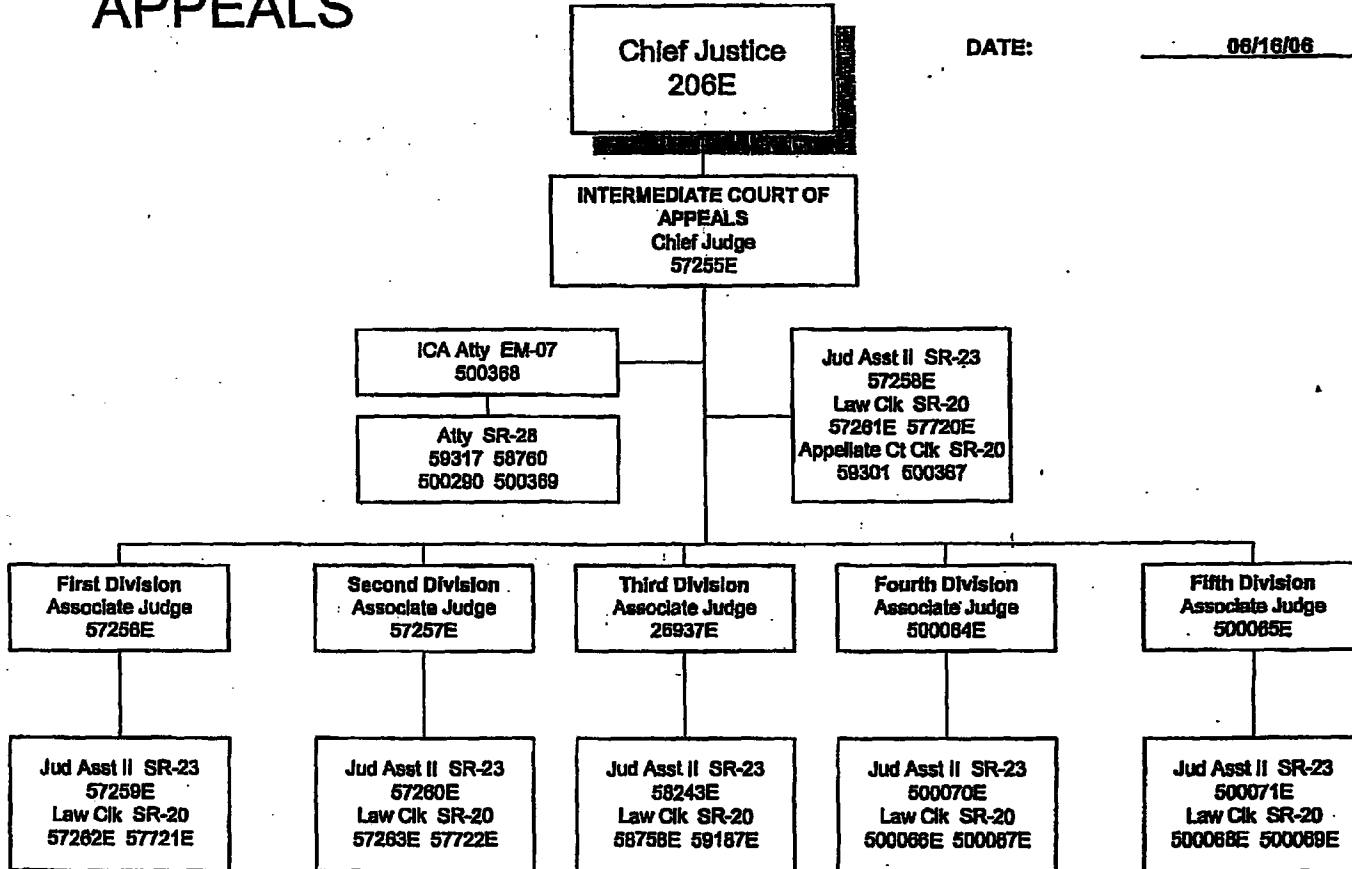 APPEALS
DATE: 06/16/06
Chief Justice
206E
INTERMEDIATE COURT OF
APPEALS
Chief Judge
57255E
ICA Atty EM-07
500368
Atty SR-28
59317 58760
500290 500369
Jud Asst II SR-23
57258E
Law Clk SR-20
57261E 57720E
Appellate Ct Clk SR-20
59301 500367
First Division
Associate Judge
57256E
Second Division
Associate Judge
57257E
Third Division
Associate Judge
26937E
Fourth Division
Associate Judge
500064E
Fifth Division
Associate Judge
500065E
Jud Asst II SR-23
57259E
Law Clk SR-20
57262E 57721E
Jud Asst II SR-23
57260E
Law Clk SR-20
57263E 57722E
Jud Asst II SR-23
58243E
Law Clk SR-20
58758E 59187E
Jud Asst II SR-23
500070E
Law Clk SR-20
500066E 500067E
Jud Asst II SR-23
500071E
Law Clk SR-20
500068E 500069E